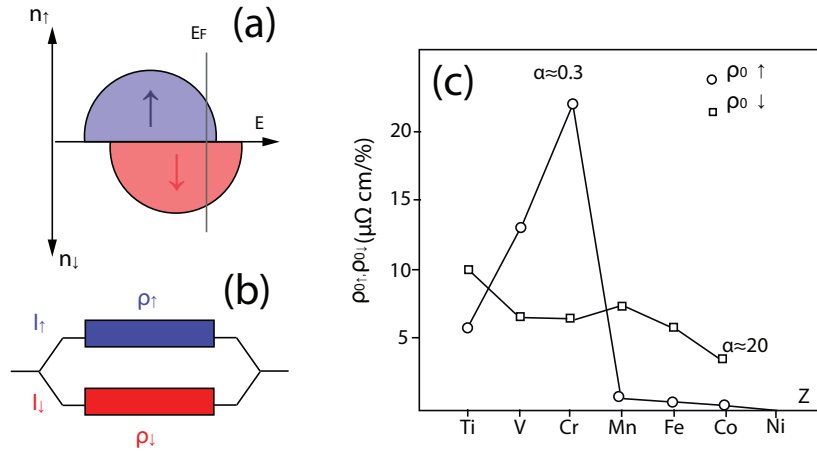 n↑
(a)
EF
↑
E
↓
n↓
(b)
ρ↑
I↑
I↓
ρ↓
(c)
α≈0.3
ρ0 ↑
ρ0 ↓
ρ0↑,ρ0↓(μΩ cm/%)
20
15
10
5
α≈20
Z
Ti V Cr Mn Fe Co Ni